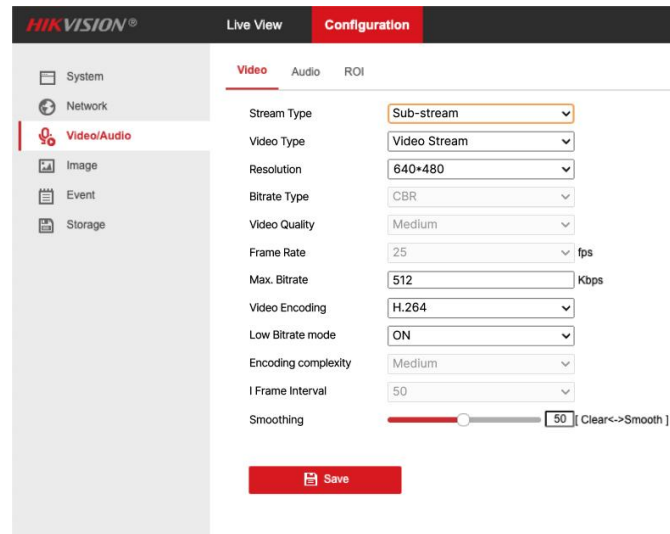 HIKVISION®
Live View
Configuration
System
Network
Video/Audio
Image
Event
Storage
Video Audio ROI
Stream Type Sub-stream
Video Type Video Stream
Resolution 640*480
Bitrate Type CBR
Video Quality Medium
Frame Rate 25 fps
Max. Bitrate 512 Kbps
Video Encoding H.264
Low Bitrate mode ON
Encoding complexity Medium
I Frame Interval 50
Smoothing 50 [ Clear<->Smooth ]
Save